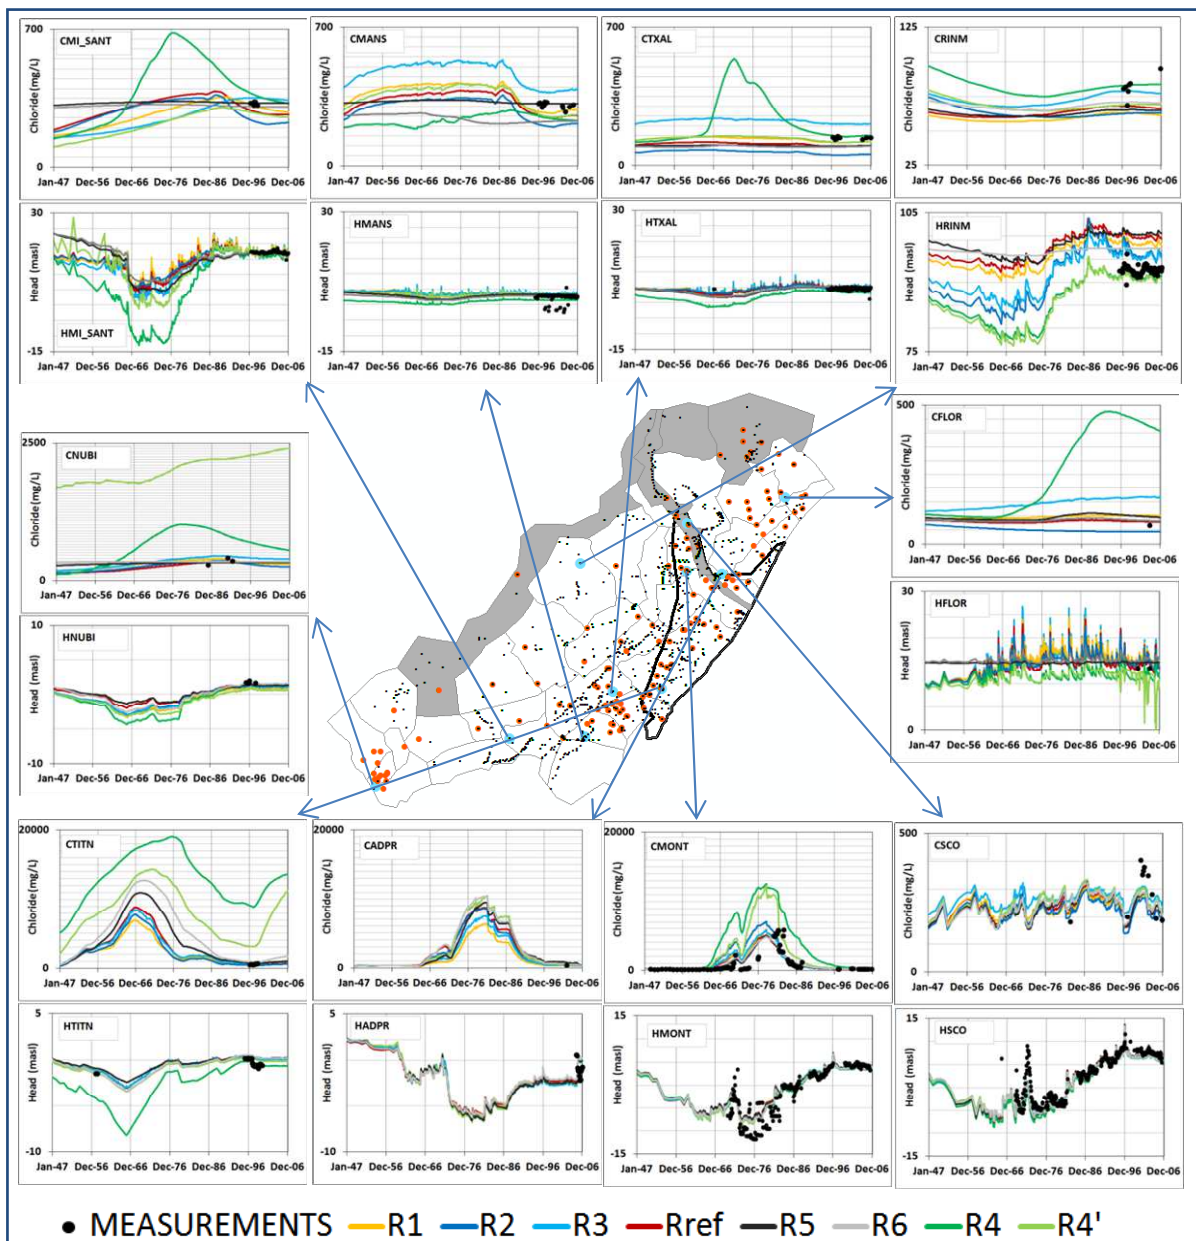 CMI_SANT
Chloride (mg/L)
700
0
Jan-47 Dec-56 Dec-66 Dec-76 Dec-86 Dec-96 Dec-06
CMANS
Chloride (mg/L)
700
0
Jan-47 Dec-56 Dec-66 Dec-76 Dec-86 Dec-96 Dec-06
CTXAL
Chloride (mg/L)
700
0
Jan-47 Dec-56 Dec-66 Dec-76 Dec-86 Dec-96 Dec-06
CRINM
Chloride (mg/L)
125
25
Jan-47 Dec-56 Dec-66 Dec-76 Dec-86 Dec-96 Dec-06
HMI_SANT
Head (masl)
30
-15
Jan-47 Dec-56 Dec-66 Dec-76 Dec-86 Dec-96 Dec-06
HMANS
Head (masl)
30
-15
Jan-47 Dec-56 Dec-66 Dec-76 Dec-86 Dec-96 Dec-06
HTXAL
Head (masl)
30
-15
Jan-47 Dec-56 Dec-66 Dec-76 Dec-86 Dec-96 Dec-06
HRINM
Head (masl)
105
75
Jan-47 Dec-56 Dec-66 Dec-76 Dec-86 Dec-96 Dec-06
CNUBI
Chloride (mg/L)
2500
0
Jan-47 Dec-56 Dec-66 Dec-76 Dec-86 Dec-96 Dec-06
CFLOR
Chloride (mg/L)
500
0
Jan-47 Dec-56 Dec-66 Dec-76 Dec-86 Dec-96 Dec-06
HNUBI
Head (masl)
10
-10
Jan-47 Dec-56 Dec-66 Dec-76 Dec-86 Dec-96 Dec-06
HFLOR
Head (masl)
30
0
Jan-47 Dec-56 Dec-66 Dec-76 Dec-86 Dec-96 Dec-06
CTITN
Chloride (mg/L)
20000
0
Jan-47 Dec-56 Dec-66 Dec-76 Dec-86 Dec-96 Dec-06
CADPR
Chloride (mg/L)
20000
0
Jan-47 Dec-56 Dec-66 Dec-76 Dec-86 Dec-96 Dec-06
CMONT
Chloride (mg/L)
20000
0
Jan-47 Dec-56 Dec-66 Dec-76 Dec-86 Dec-96 Dec-06
CSCO
Chloride (mg/L)
500
0
Jan-47 Dec-56 Dec-66 Dec-76 Dec-86 Dec-96 Dec-06
HTITN
Head (masl)
5
-10
Jan-47 Dec-56 Dec-66 Dec-76 Dec-86 Dec-96 Dec-06
HADPR
Head (masl)
5
-10
Jan-47 Dec-56 Dec-66 Dec-76 Dec-86 Dec-96 Dec-06
HMONT
Head (masl)
15
-15
Jan-47 Dec-56 Dec-66 Dec-76 Dec-86 Dec-96 Dec-06
HSCO
Head (masl)
15
-15
Jan-47 Dec-56 Dec-66 Dec-76 Dec-86 Dec-96 Dec-06
MEASUREMENTS R1 R2 R3 Rref R5 R6 R4 R4'